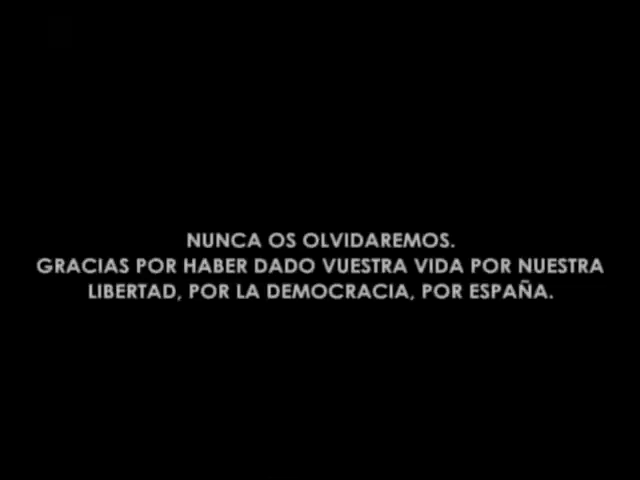 NUNCA OS OLVIDAREMOS.
GRACIAS POR HABER DADO VUESTRA VIDA POR NUESTRA
LIBERTAD, POR LA DEMOCRACIA, POR ESPAÑA.